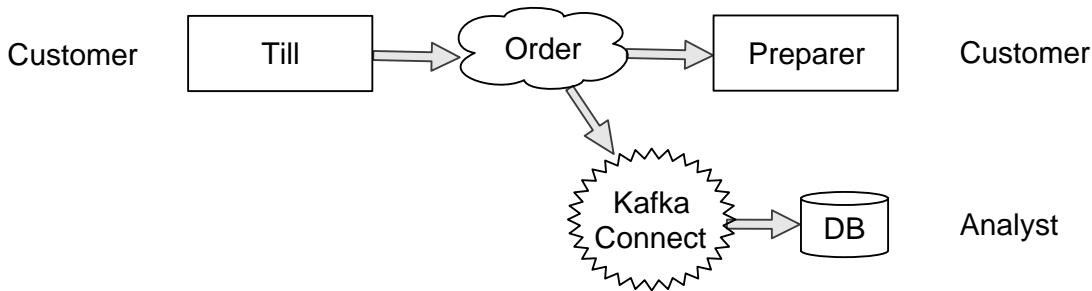 Customer
Till
Order
Preparer
Customer
Kafka
Connect
DB
Analyst